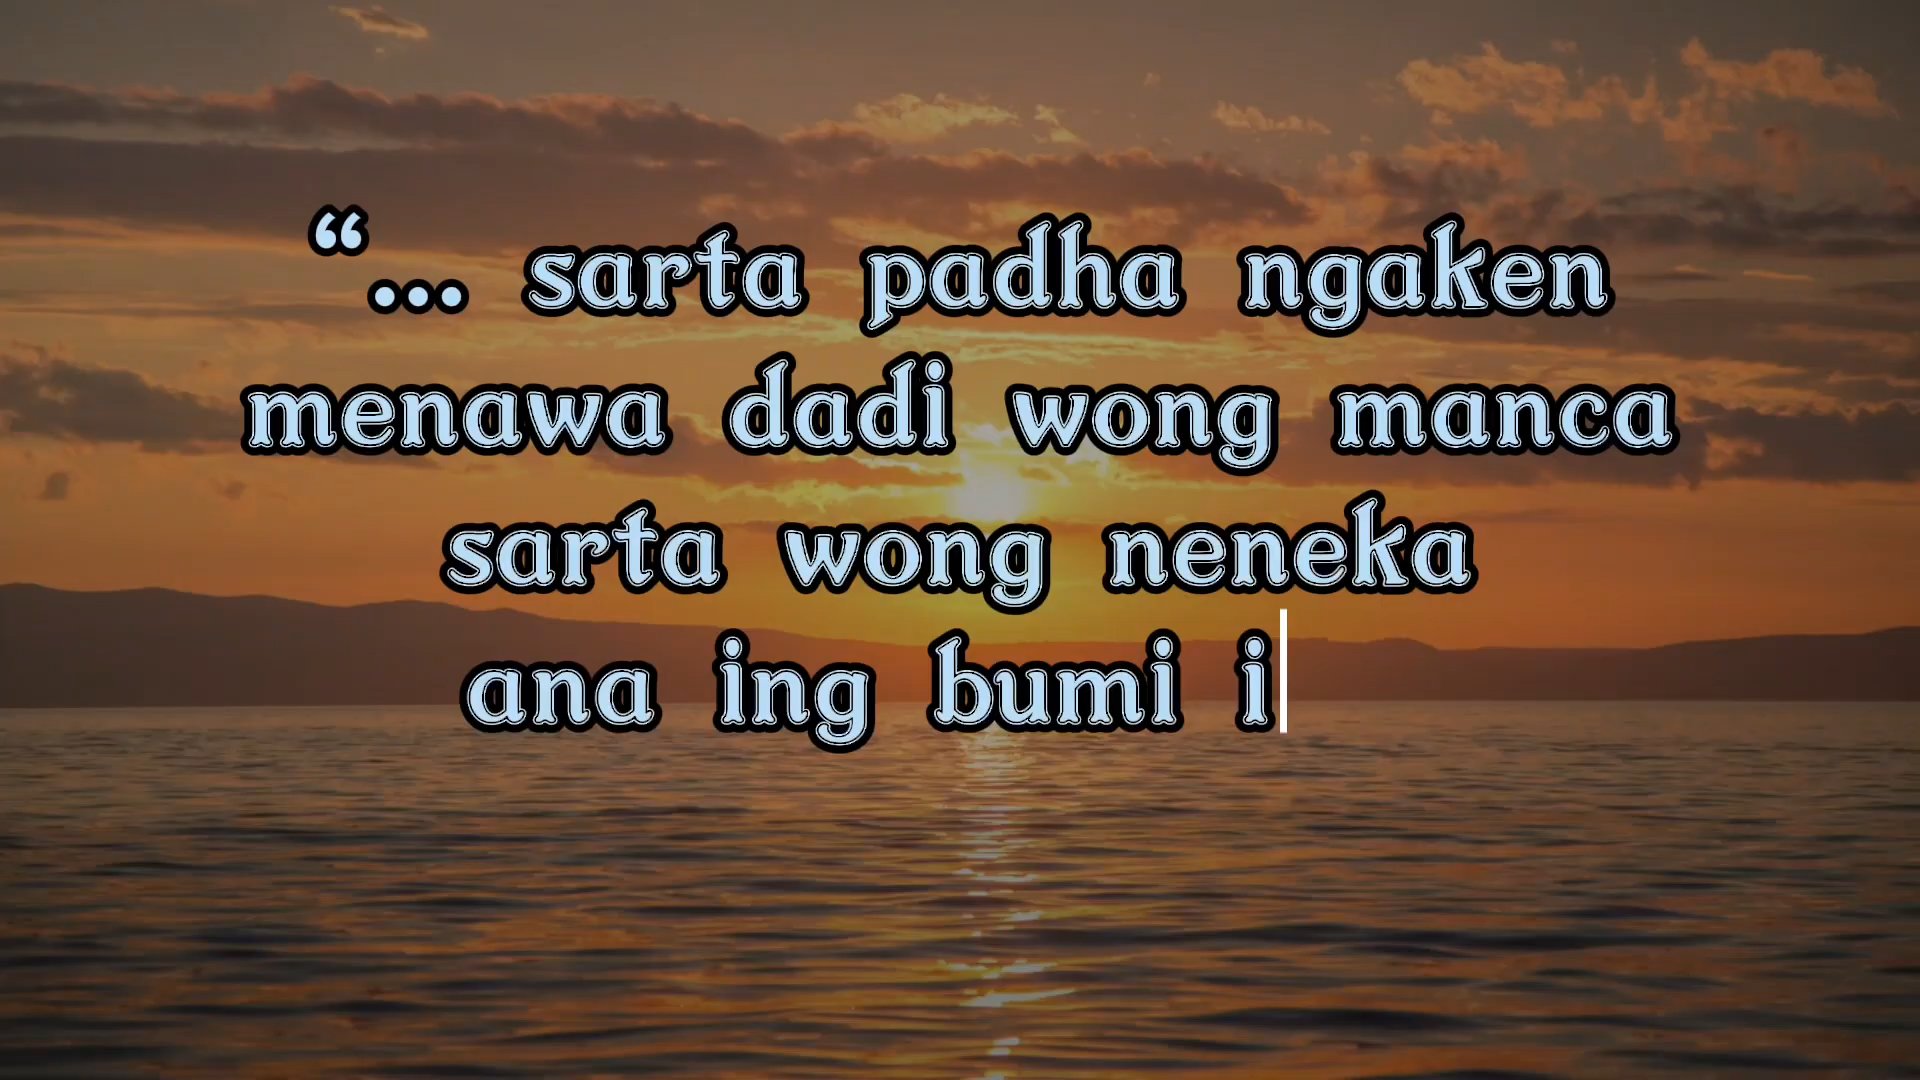 “... sarta padha ngaken
menawa dadi wong manca
sarta wong neneka
ana ing bumi i